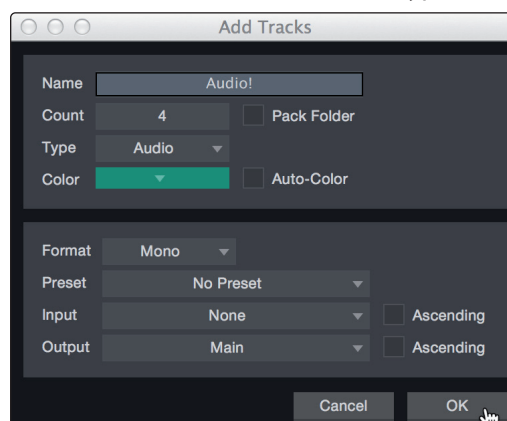 Add Tracks
Name Audio!
Count 4 Pack Folder
Type Audio
Color Auto-Color
Format Mono
Preset No Preset
Input None Ascending
Output Main Ascending
Cancel OK